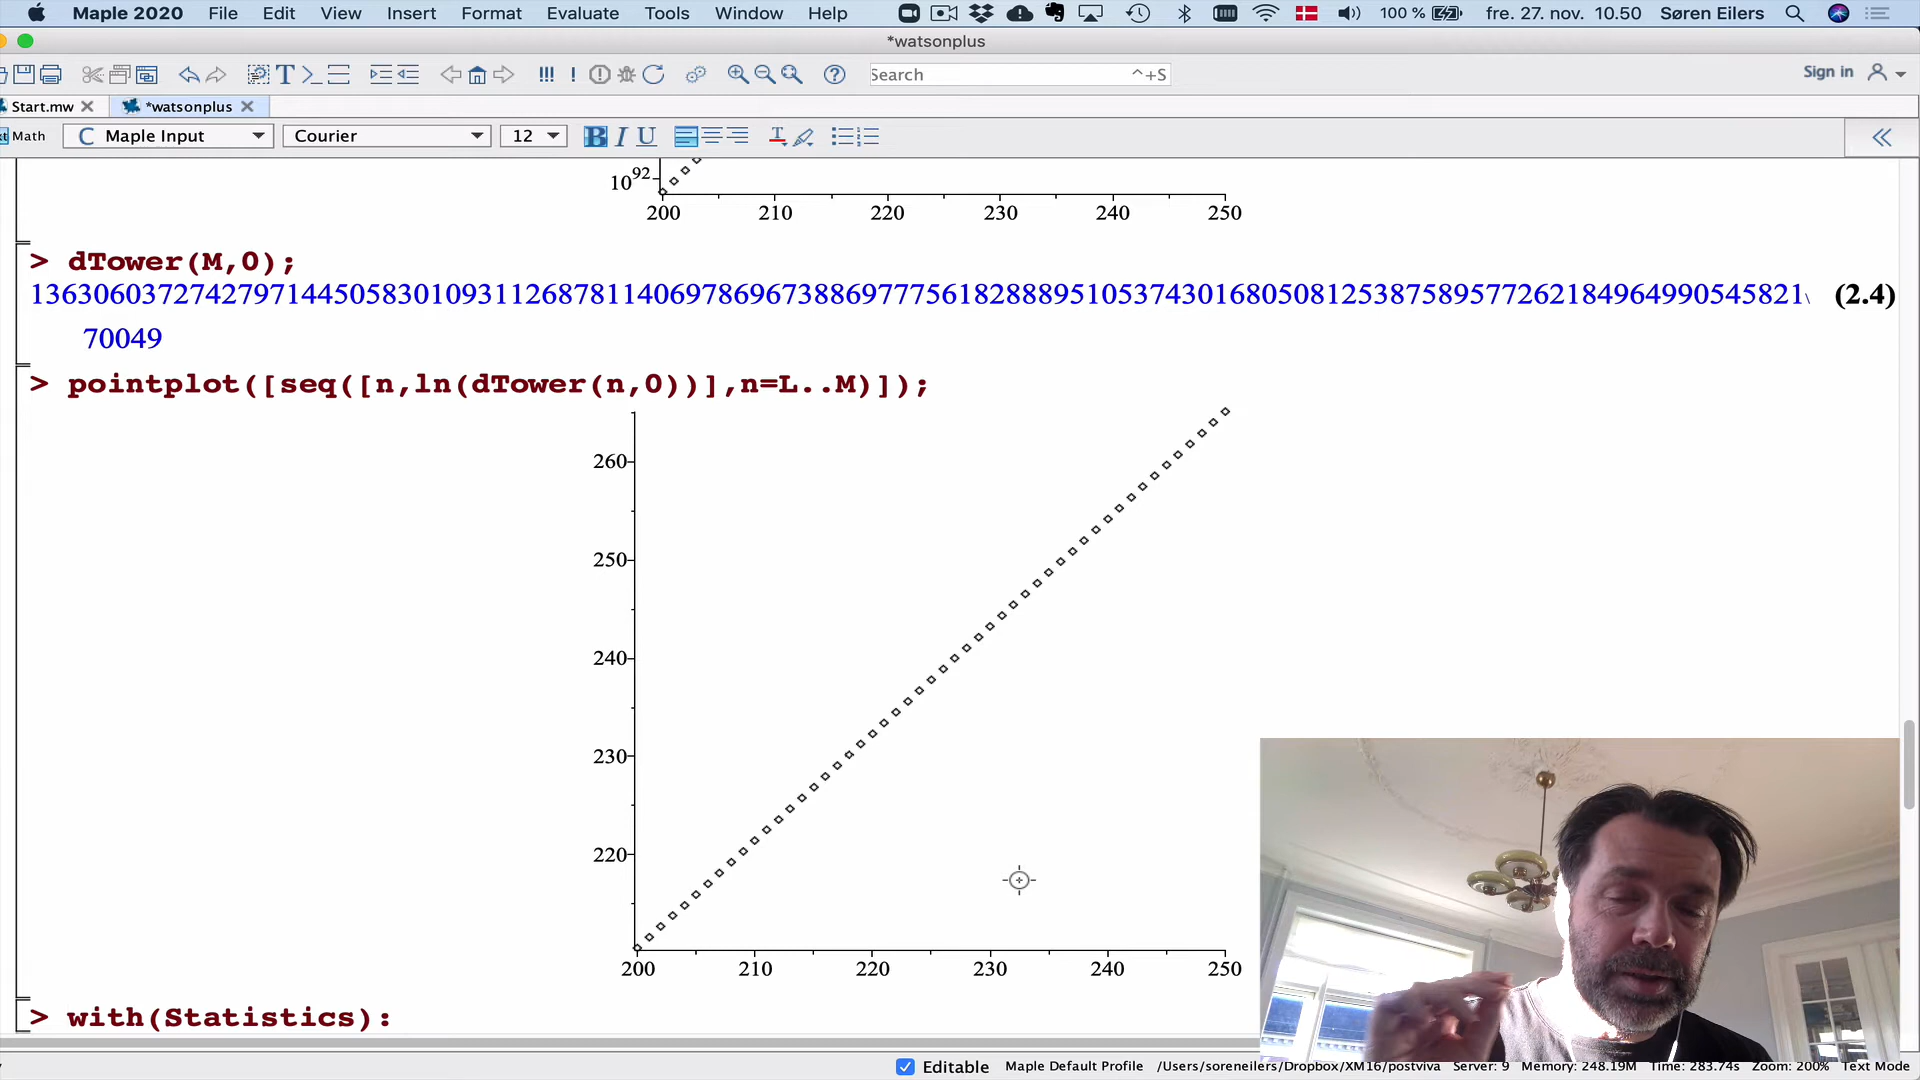 Maple 2020 File Edit View Insert Format Evaluate Tools Window Help 100 % fre. 27. nov. 10.50 Søren Eilers
*watsonplus
Search ^+S Sign in
Start.mw *watsonplus
Math C Maple Input Courier 12 B I U
10^92
200 210 220 230 240 250
> dTower(M,0);
136306037274279714450583010931126878114069786967388697775618288895105374301680508125387589577262184964990545821\ (2.4)
70049
> pointplot([seq([n,ln(dTower(n,0))],n=L..M)]);
260
250
240
230
220
200 210 220 230 240 250
> with(Statistics):
Editable Maple Default Profile /Users/soreneilers/Dropbox/XM16/postviva Server: 9 Memory: 248.19M Time: 283.74s Zoom: 200% Text Mode